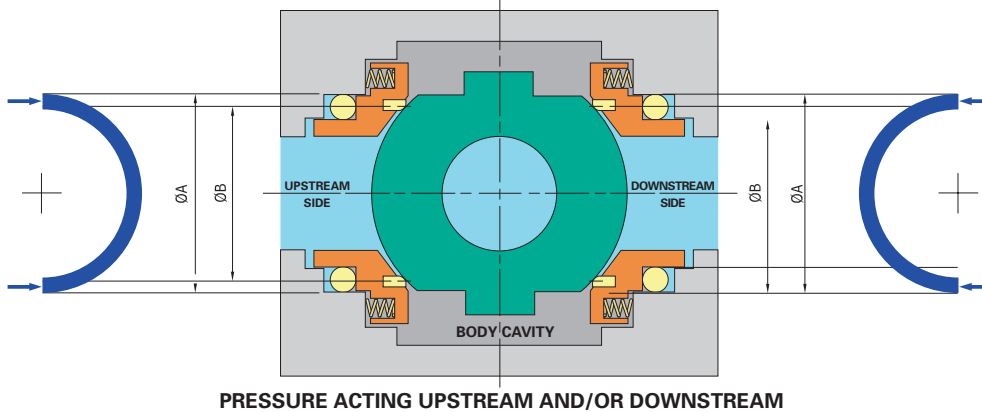 ØA
ØB
UPSTREAM
SIDE
DOWNSTREAM
SIDE
ØB
ØA
BODY CAVITY
PRESSURE ACTING UPSTREAM AND/OR DOWNSTREAM